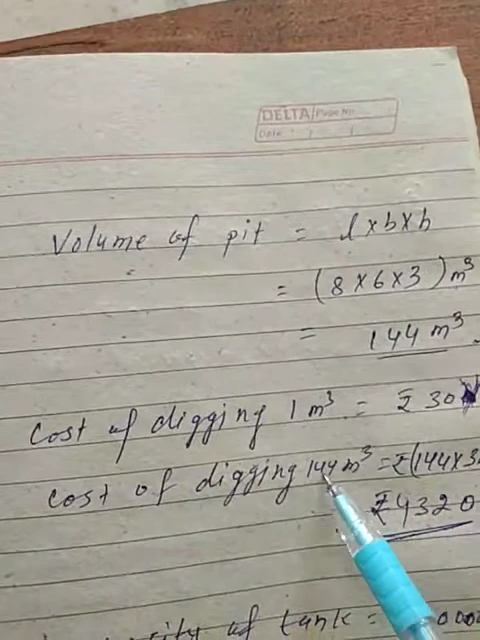 DELTA Page No.
Date
Volume of pit = l x b x h
= (8 x 6 x 3) m³
= 144 m³
Cost of digging 1 m³ = ₹ 30
Cost of digging 144 m³ = ₹ (144 x 3
₹ 4320
of tank =